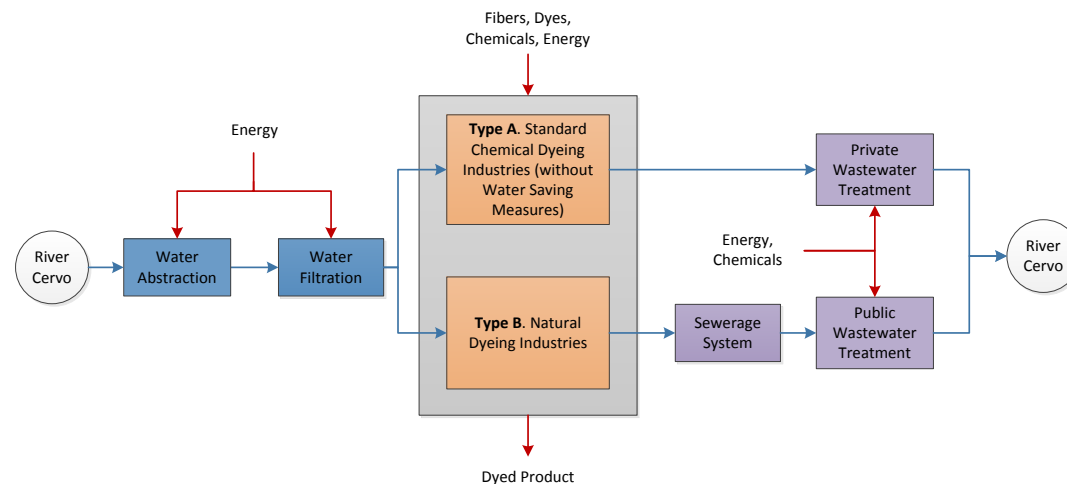 Fibers, Dyes,
Chemicals, Energy
Energy
Type A. Standard
Chemical Dyeing
Industries (without
Water Saving
Measures)
Private
Wastewater
Treatment
River
Cervo
Water
Abstraction
Water
Filtration
Energy,
Chemicals
River
Cervo
Type B. Natural
Dyeing Industries
Sewerage
System
Public
Wastewater
Treatment
Dyed Product